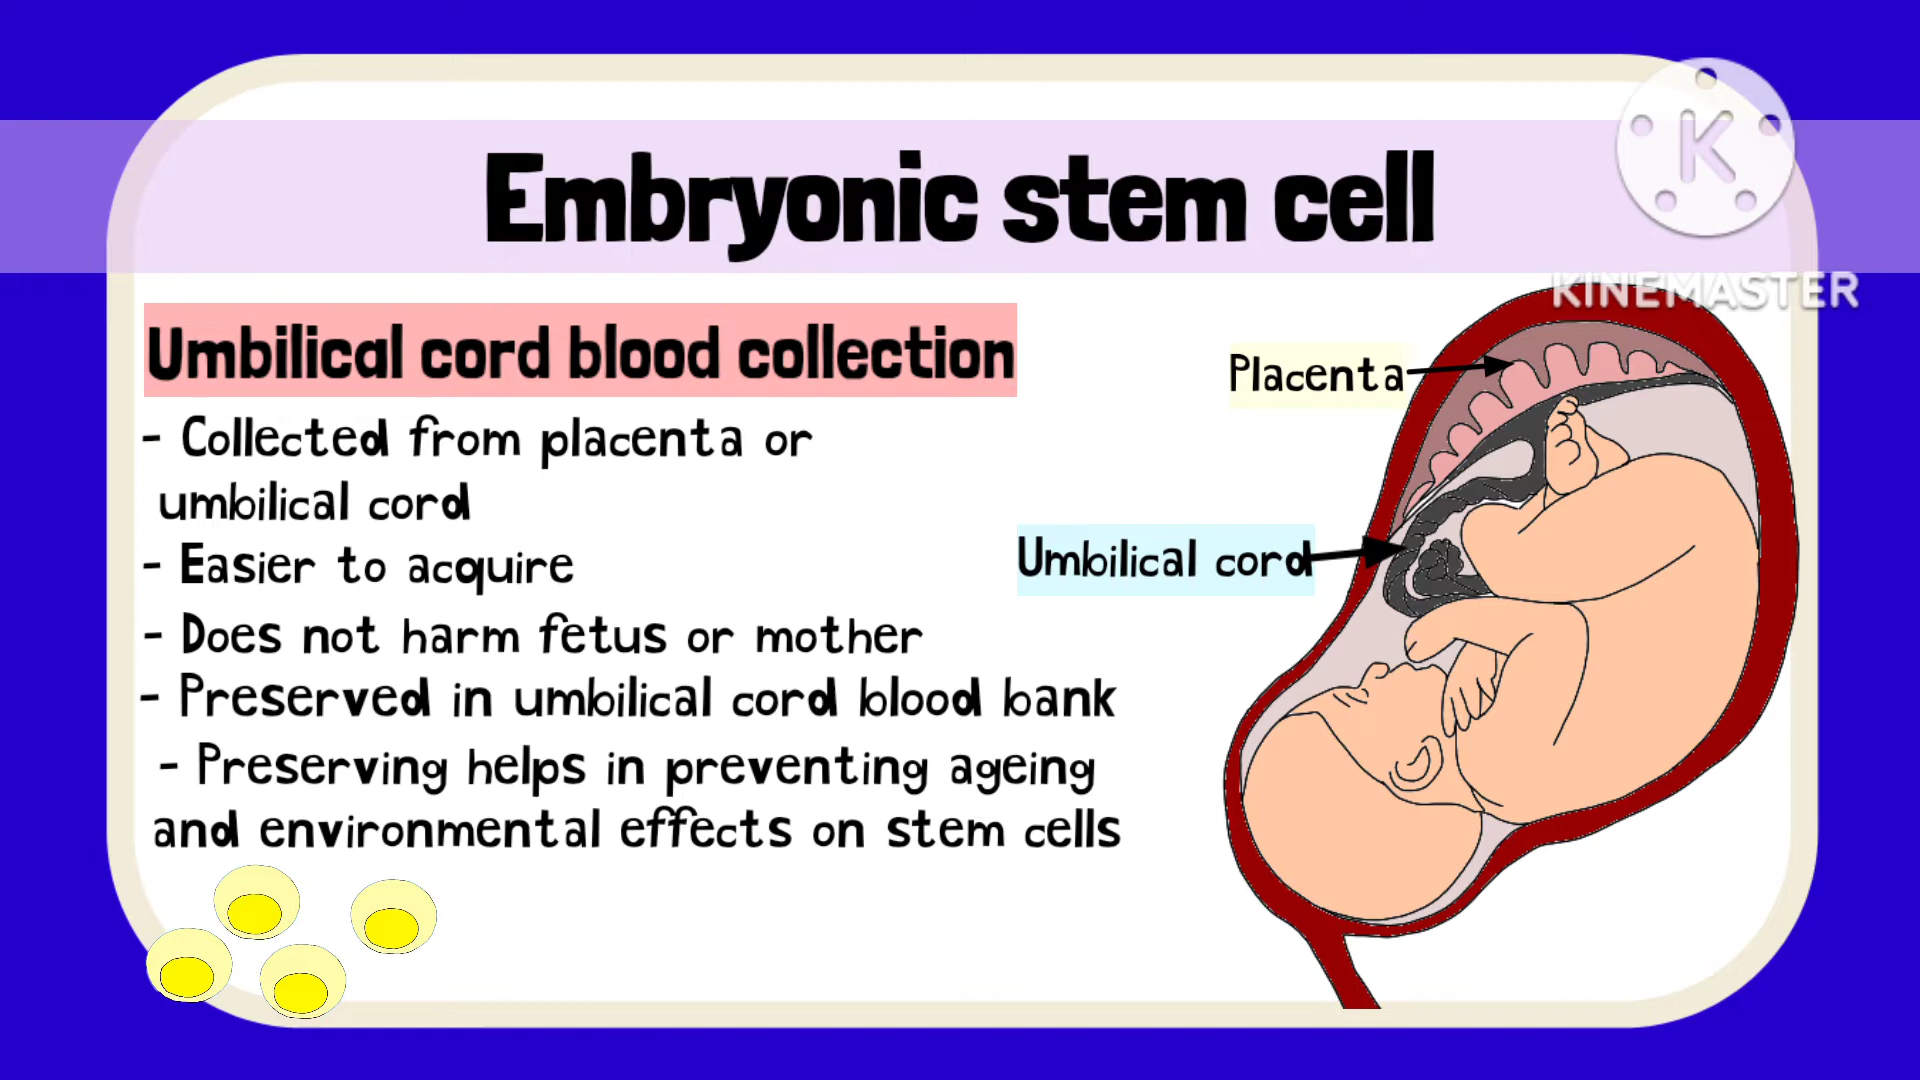 Embryonic stem cell
K
KINEMASTER
Umbilical cord blood collection
- Collected from placenta or
umbilical cord
- Easier to acquire
- Does not harm fetus or mother
- Preserved in umbilical cord blood bank
- Preserving helps in preventing ageing
and environmental effects on stem cells
Placenta
Umbilical cord